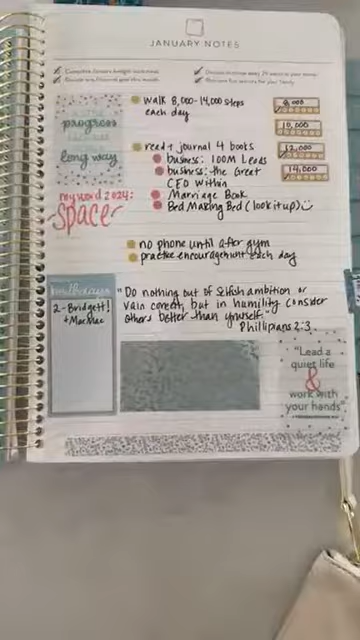 JANUARY NOTES
progress
long way
my word 2024:
SPACE
walk 8,000-14,000 steps
each day
8,000
10,000
12,000
14,000
read + journal 4 books
business: 100M Leads
business: the Great
CEO Within
Marriage Book
Bed Making Bed (look it up)
no phone until after gym
practice encouragement each day
2 - Bridgett!
+ MacMac
"Do nothing out of selfish ambition or
vain conceit, but in humility consider
others better than yourself.
Phillipians 2:3
"Lead a
quiet life
&
work with
your hands"